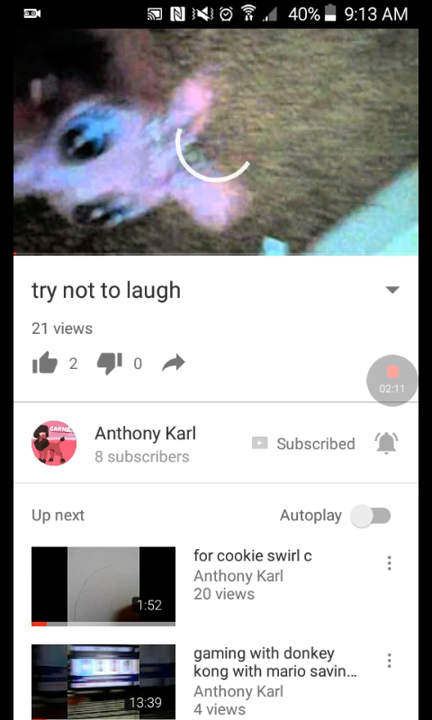 40% 9:13 AM
try not to laugh
21 views
2 0
02:11
GARNE
Anthony Karl
Subscribed
8 subscribers
Up next
Autoplay
for cookie swirl c
Anthony Karl
20 views
1:52
gaming with donkey
kong with mario savin...
Anthony Karl
4 views
13:39